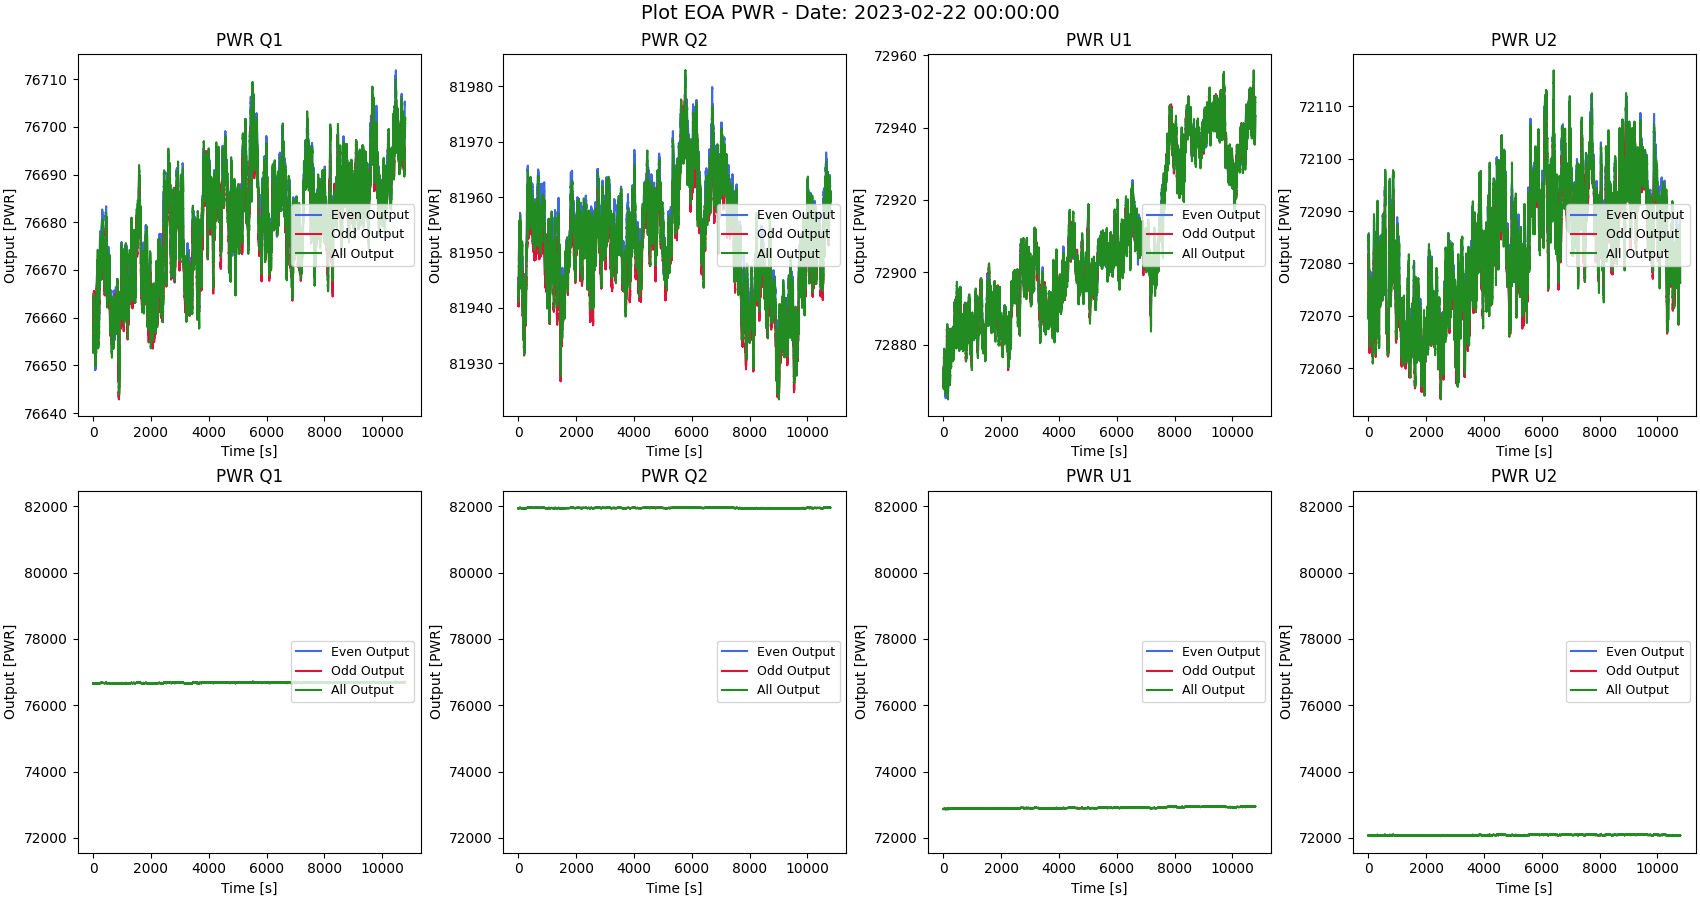 Plot EOA PWR - Date: 2023-02-22 00:00:00
PWR Q1
Output [PWR]
76710
76700
76690
76680
76670
76660
76650
76640
0 2000 4000 6000 8000 10000
Time [s]
Even Output
Odd Output
All Output
PWR Q2
Output [PWR]
81980
81970
81960
81950
81940
81930
0 2000 4000 6000 8000 10000
Time [s]
Even Output
Odd Output
All Output
PWR U1
Output [PWR]
72960
72940
72920
72900
72880
0 2000 4000 6000 8000 10000
Time [s]
Even Output
Odd Output
All Output
PWR U2
Output [PWR]
72110
72100
72090
72080
72070
72060
0 2000 4000 6000 8000 10000
Time [s]
Even Output
Odd Output
All Output
PWR Q1
Output [PWR]
82000
80000
78000
76000
74000
72000
0 2000 4000 6000 8000 10000
Time [s]
Even Output
Odd Output
All Output
PWR Q2
Output [PWR]
82000
80000
78000
76000
74000
72000
0 2000 4000 6000 8000 10000
Time [s]
Even Output
Odd Output
All Output
PWR U1
Output [PWR]
82000
80000
78000
76000
74000
72000
0 2000 4000 6000 8000 10000
Time [s]
Even Output
Odd Output
All Output
PWR U2
Output [PWR]
82000
80000
78000
76000
74000
72000
0 2000 4000 6000 8000 10000
Time [s]
Even Output
Odd Output
All Output